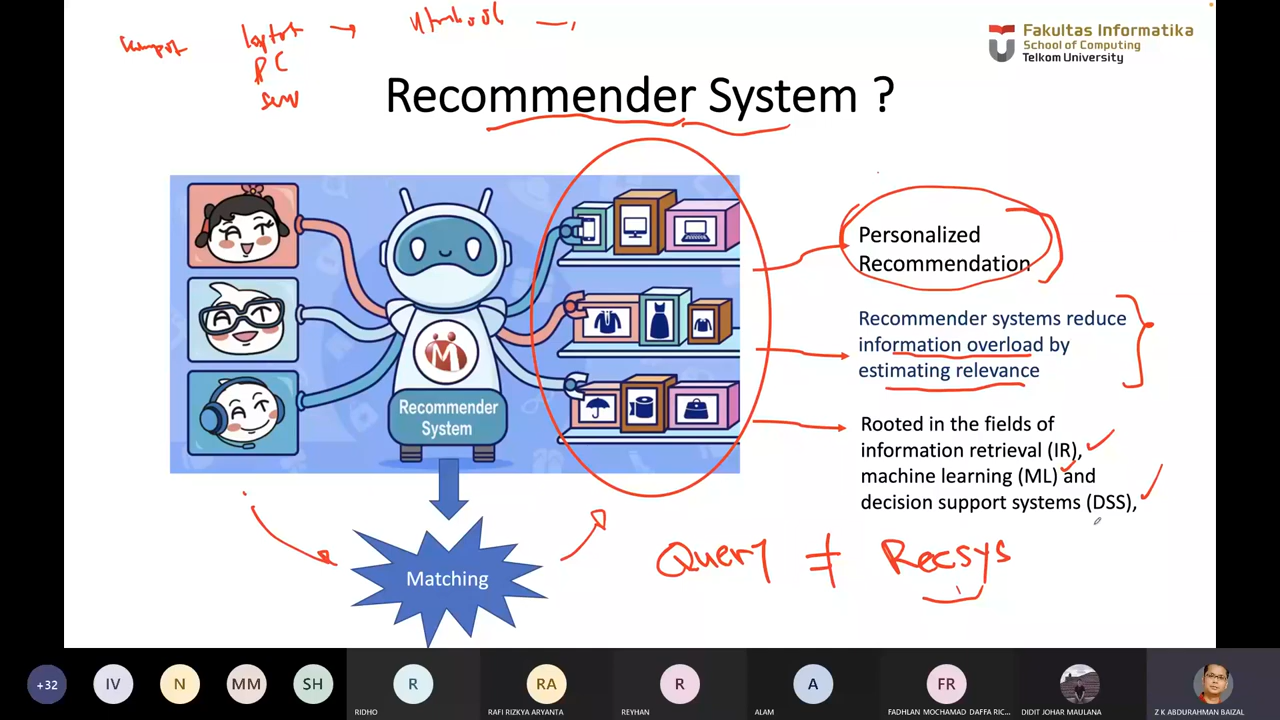 laptop
PC
Fakultas Informatika
School of Computing
Telkom University
Recommender System ?
M
Recommender
System
Personalized
Recommendation
Recommender systems reduce
information overload by
estimating relevance
Rooted in the fields of
information retrieval (IR),
machine learning (ML) and
decision support systems (DSS),
Matching
Query ≠ Recsys
+32
IV
N
MM
SH
R
RIDHO
RA
RAFI RIZKYA ARYANTA
R
REYHAN
A
ALAM
FR
FADHLAN MOCHAMAD DAFFA RIC...
DIDIT JOHAR MAULANA
Z K ABDURAHMAN BAIZAL